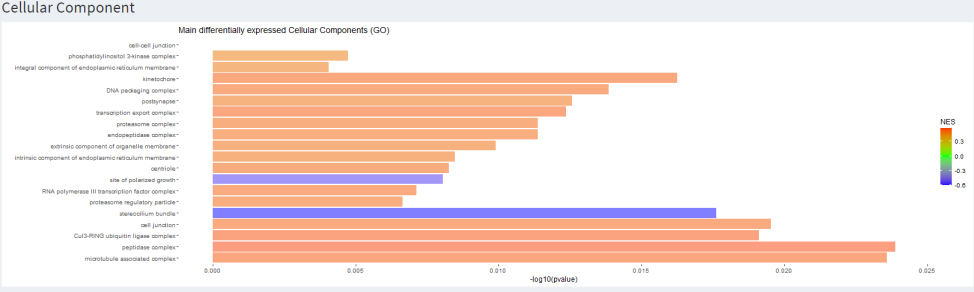 Cellular Component
Main differentially expressed Cellular Components (GO)
cell-cell junction
phosphatidylinositol 3-kinase complex
integral component of endoplasmic reticulum membrane
kinetochore
DNA packaging complex
postsynapse
transcription export complex
proteasome complex
endopeptidase complex
extrinsic component of organelle membrane
intrinsic component of endoplasmic reticulum membrane
centriole
site of polarized growth
RNA polymerase III transcription factor complex
proteasome regulatory particle
stereocilium bundle
cell junction
Cul3-RING ubiquitin ligase complex
peptidase complex
microtubule associated complex
0.000 0.005 0.010 0.015 0.020 0.025
-log10(pvalue)
NES
0.3
0.0
-0.3
-0.6